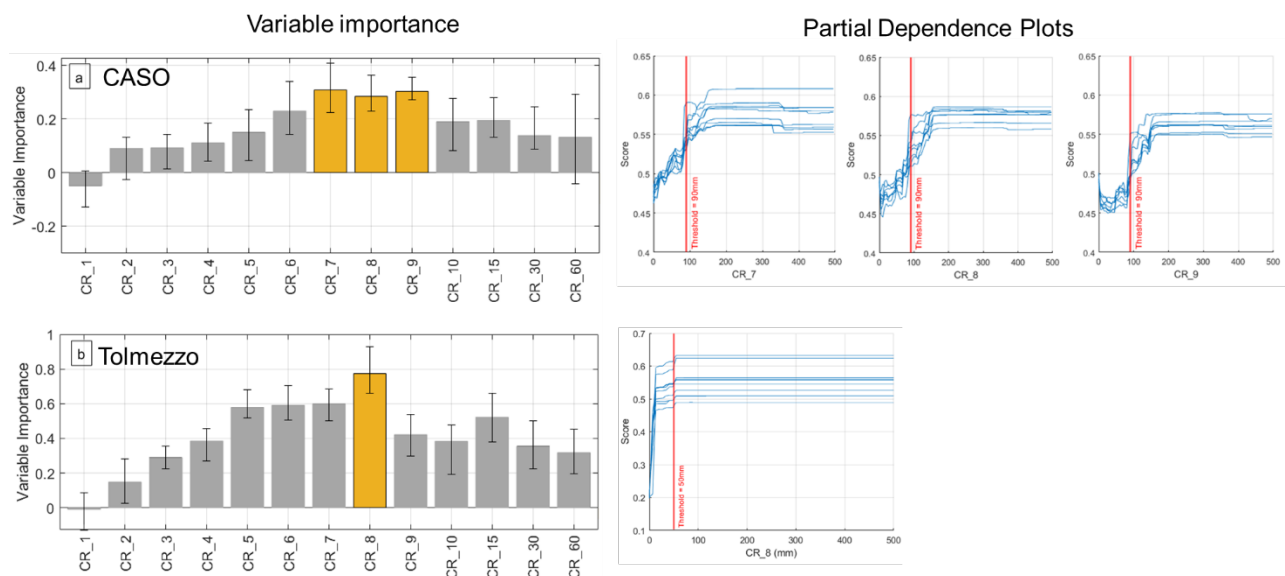 Variable importance
Partial Dependence Plots
a CASO
Variable Importance
0.4
0.2
0
-0.2
CR_1 CR_2 CR_3 CR_4 CR_5 CR_6 CR_7 CR_8 CR_9 CR_10 CR_15 CR_30 CR_60
Score
0.65
0.6
0.55
0.5
0.45
0.4
Threshold = 90mm
0 100 200 300 400 500
CR_7
Score
0.65
0.6
0.55
0.5
0.45
0.4
Threshold = 90mm
0 100 200 300 400 500
CR_8
Score
0.65
0.6
0.55
0.5
0.45
0.4
Threshold = 90mm
0 100 200 300 400 500
CR_9
b Tolmezzo
Variable Importance
1
0.8
0.6
0.4
0.2
0
CR_1 CR_2 CR_3 CR_4 CR_5 CR_6 CR_7 CR_8 CR_9 CR_10 CR_15 CR_30 CR_60
Score
0.7
0.6
0.5
0.4
0.3
0.2
0.1
Threshold = 50mm
0 100 200 300 400 500
CR_8 (mm)